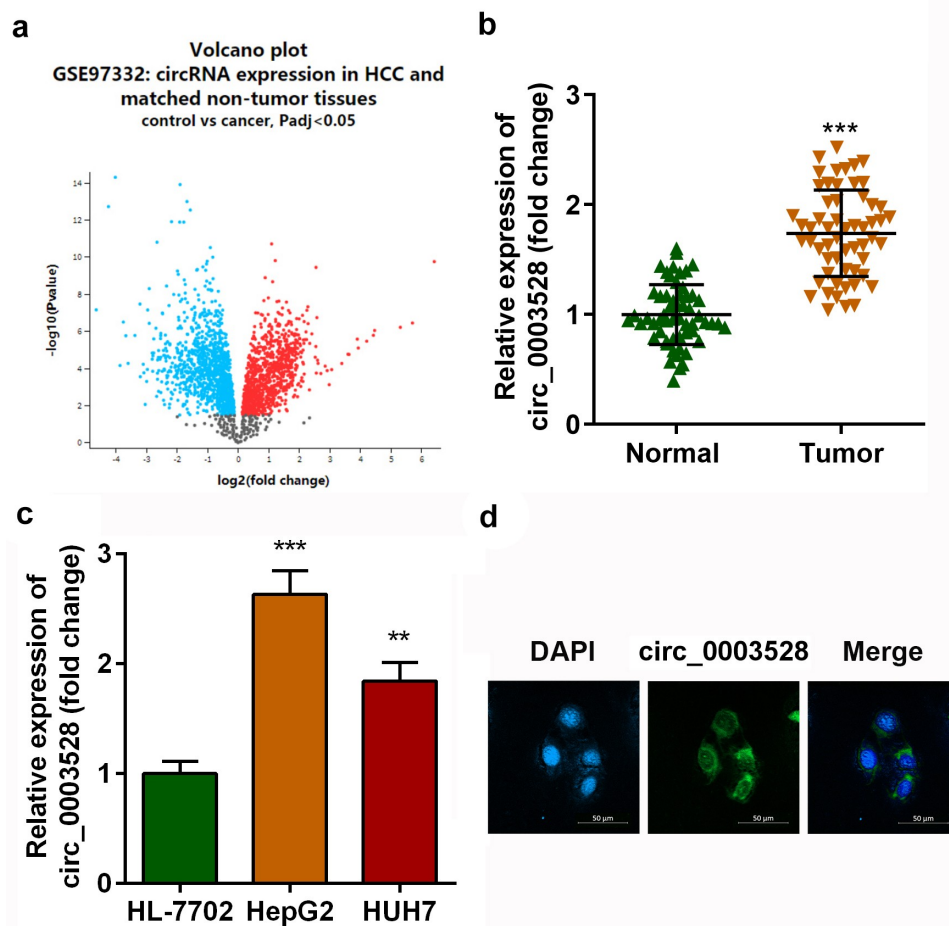 a
Volcano plot
GSE97332: circRNA expression in HCC and
matched non-tumor tissues
control vs cancer, Padj<0.05
-log10(Pvalue)
14
12
10
8
6
4
2
0
-4
-3
-2
-1
0
1
2
3
4
5
6
log2(fold change)
b
Relative expression of
circ_0003528 (fold change)
3
2
1
0
***
Normal
Tumor
c
Relative expression of
circ_0003528 (fold change)
3
2
1
0
***
**
HL-7702
HepG2
HUH7
d
DAPI
circ_0003528
Merge
50 μm
50 μm
50 μm